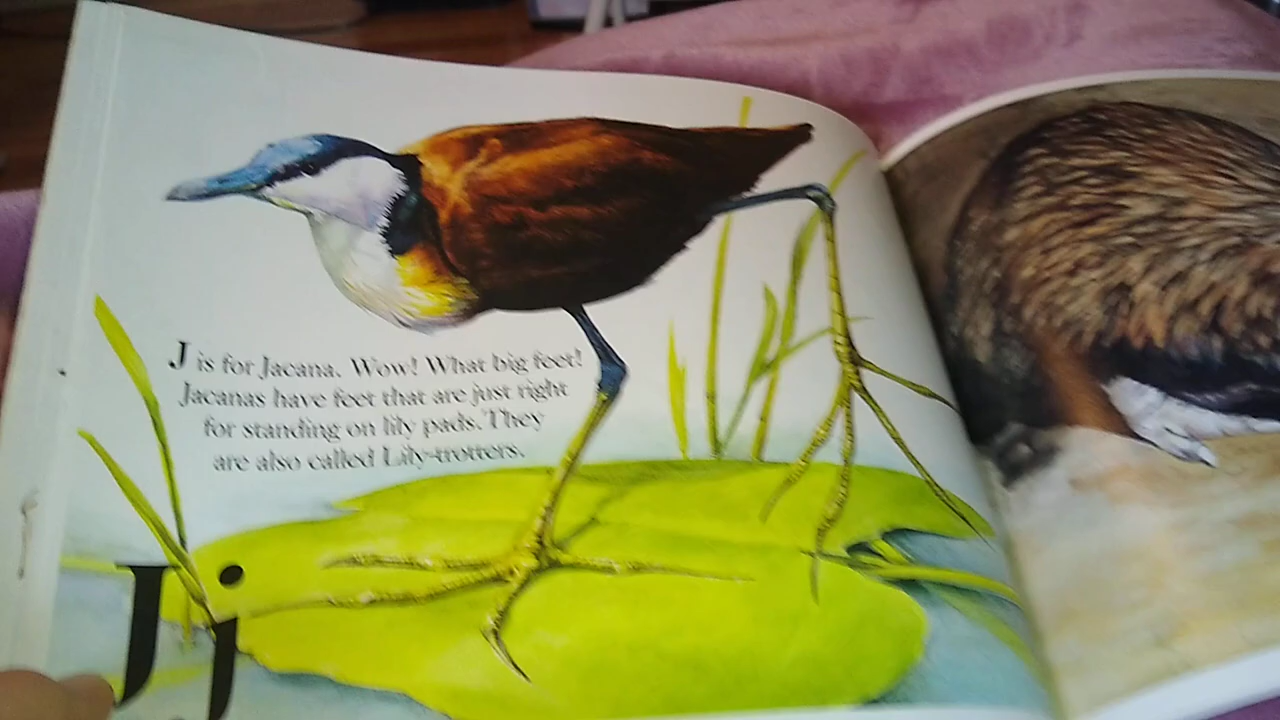 J is for Jacana. Wow! What big feet!
Jacanas have feet that are just right
for standing on lily pads. They
are also called Lily-trotters.
Jj